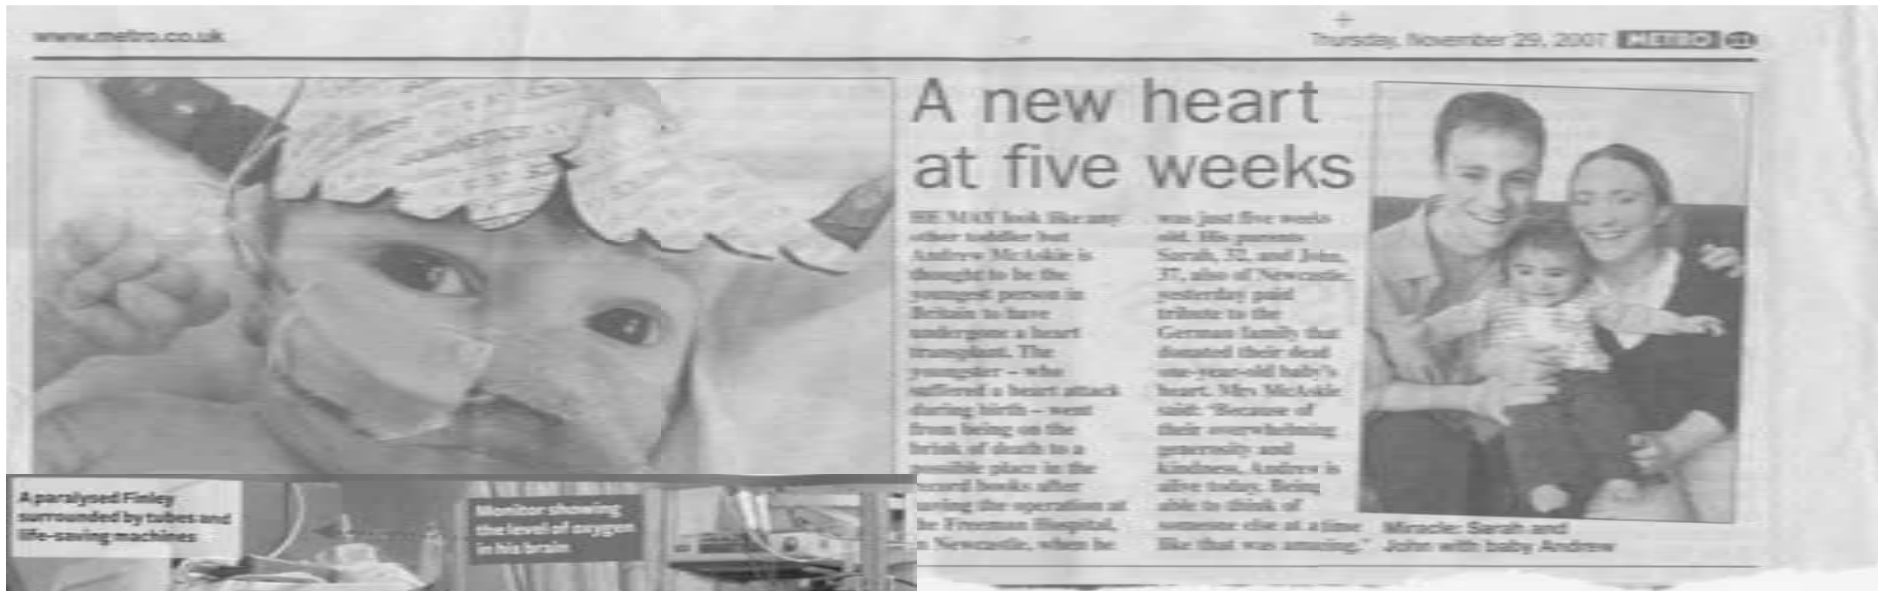 www.metro.co.uk
Thursday, November 29, 2007 METRO 11
A new heart
at five weeks
HE MAY look like any
other toddler but
Andrew McAskie is
thought to be the
youngest person in
Britain to have
undergone a heart
transplant. The
youngster – who
suffered a heart attack
during birth – went
from being on the
brink of death to a
possible place in the
record books after
having the operation at
the Freeman Hospital,
in Newcastle, when he
was just five weeks
old. His parents
Sarah, 32, and John,
37, also of Newcastle,
yesterday paid
tribute to the
German family that
donated their dead
one-year-old baby's
heart. Mrs McAskie
said: 'Because of
their overwhelming
generosity and
kindness, Andrew is
alive today. Being
able to think of
someone else at a time
like that was amazing.'
Miracle: Sarah and
John with baby Andrew
A paralysed Finley
surrounded by tubes and
life-saving machines
Monitor showing
the level of oxygen
in his brain